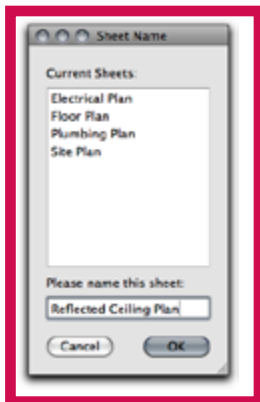 Sheet Name
Current Sheets:
Electrical Plan
Floor Plan
Plumbing Plan
Site Plan
Please name this sheet:
Reflected Ceiling Plan
Cancel
OK